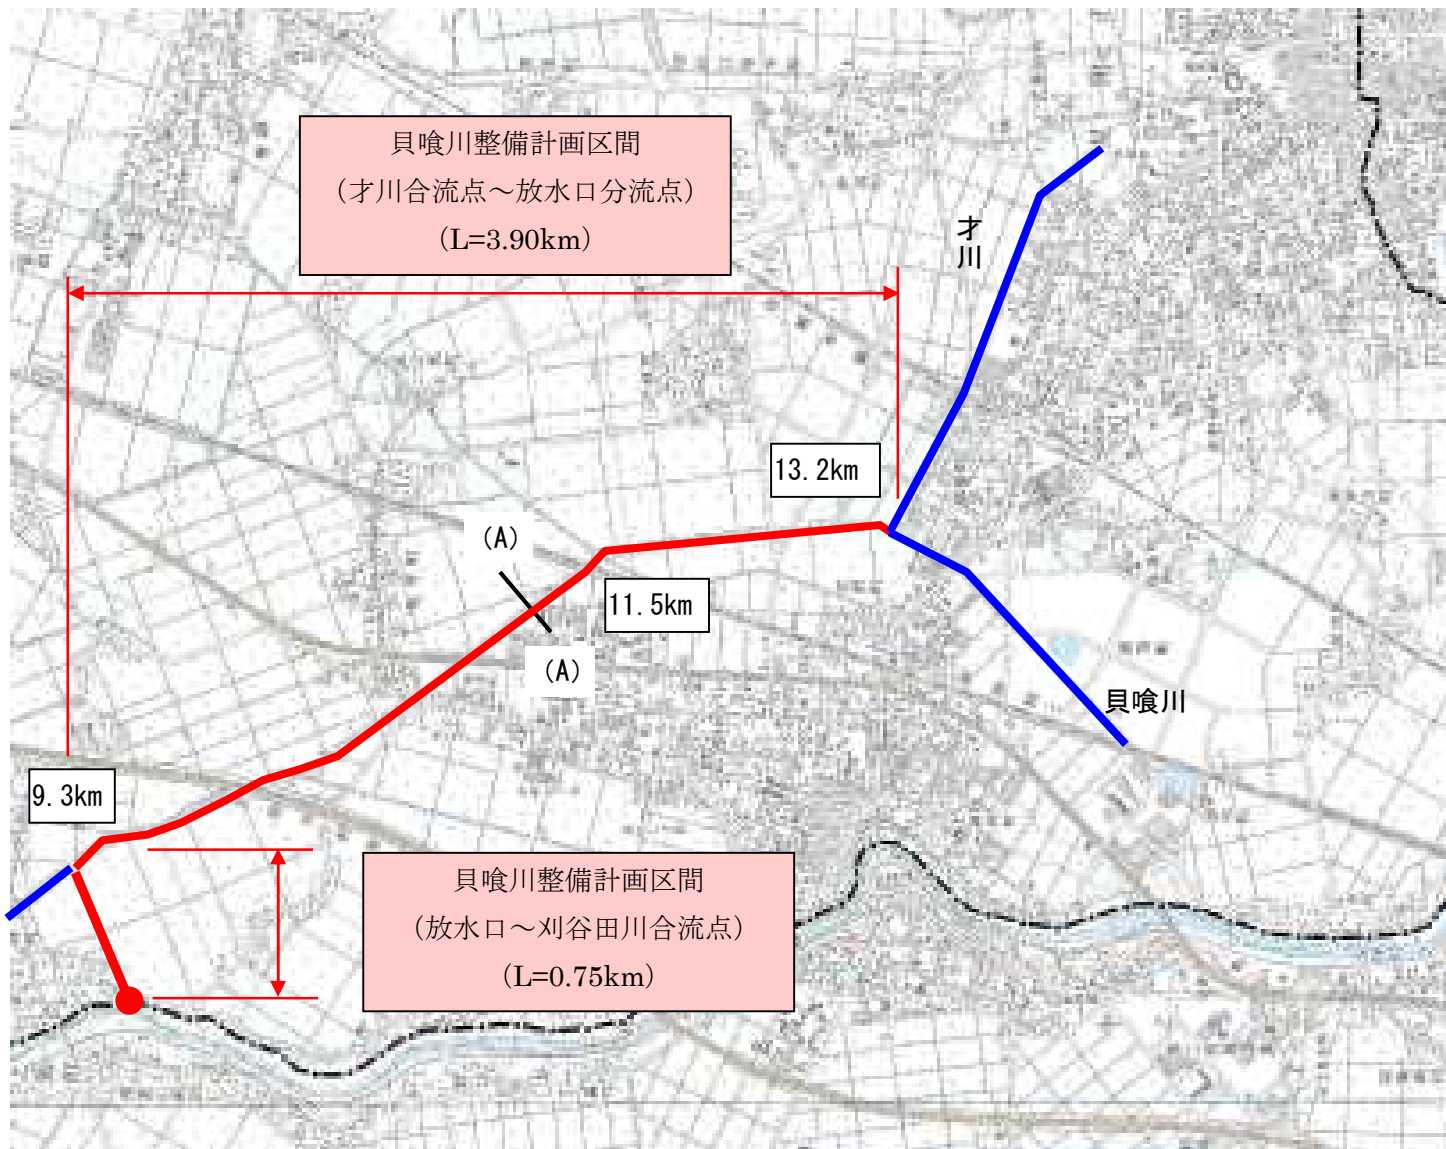 貝喰川整備計画区間
（才川合流点～放水口分流点）
（L=3.90km）
才川
13.2km
（A）
11.5km
（A）
貝喰川
9.3km
貝喰川整備計画区間
（放水口～刈谷田川合流点）
（L=0.75km）